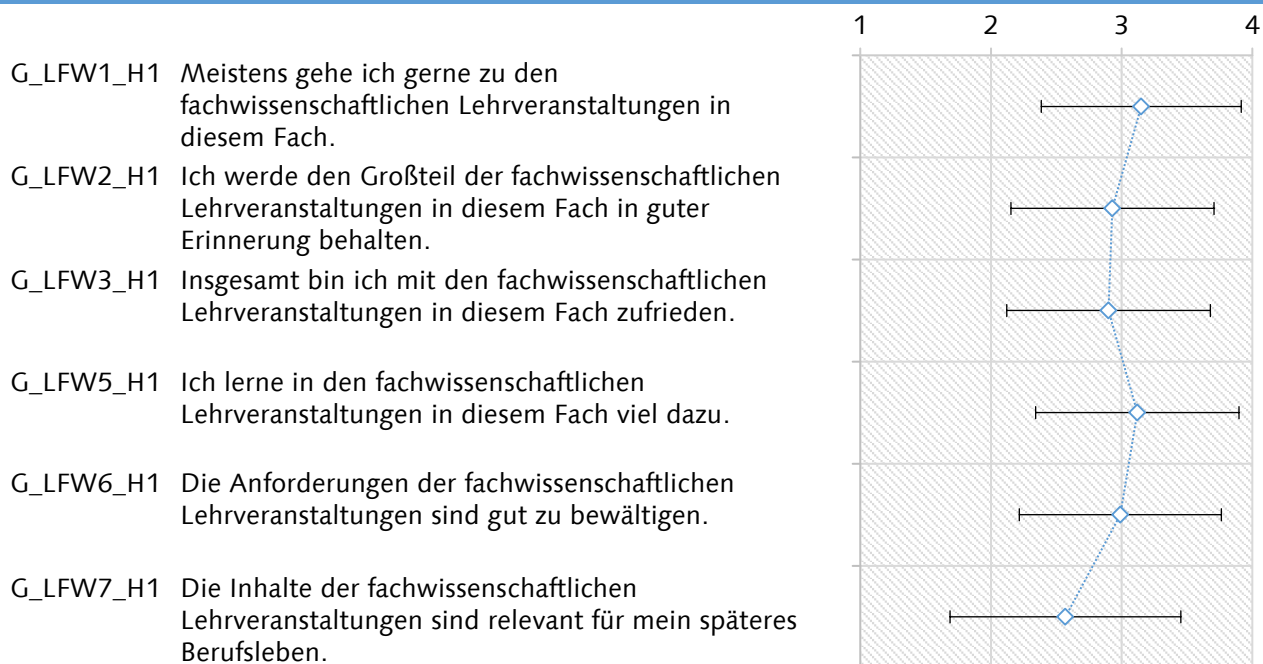 1 2 3 4
G_LFW1_H1 Meistens gehe ich gerne zu den
fachwissenschaftlichen Lehrveranstaltungen in
diesem Fach.
G_LFW2_H1 Ich werde den Großteil der fachwissenschaftlichen
Lehrveranstaltungen in diesem Fach in guter
Erinnerung behalten.
G_LFW3_H1 Insgesamt bin ich mit den fachwissenschaftlichen
Lehrveranstaltungen in diesem Fach zufrieden.
G_LFW5_H1 Ich lerne in den fachwissenschaftlichen
Lehrveranstaltungen in diesem Fach viel dazu.
G_LFW6_H1 Die Anforderungen der fachwissenschaftlichen
Lehrveranstaltungen sind gut zu bewältigen.
G_LFW7_H1 Die Inhalte der fachwissenschaftlichen
Lehrveranstaltungen sind relevant für mein späteres
Berufsleben.